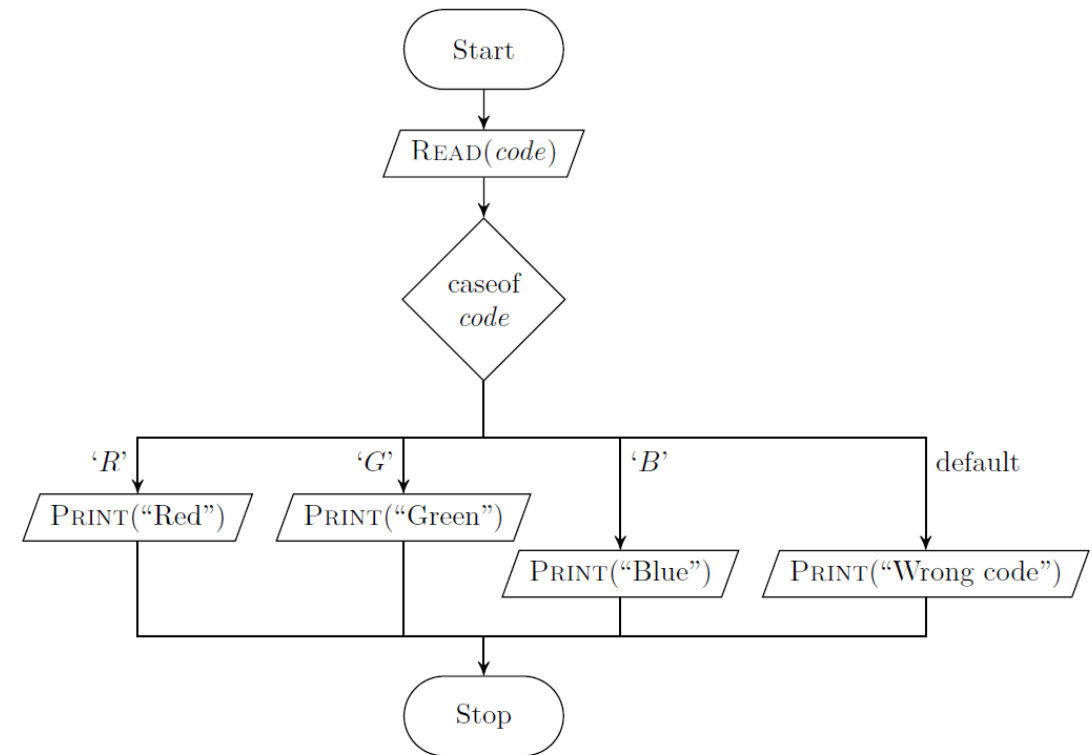 Start
READ(code)
caseof
code
‘R’
‘G’
‘B’
default
PRINT(“Red”)
PRINT(“Green”)
PRINT(“Blue”)
PRINT(“Wrong code”)
Stop